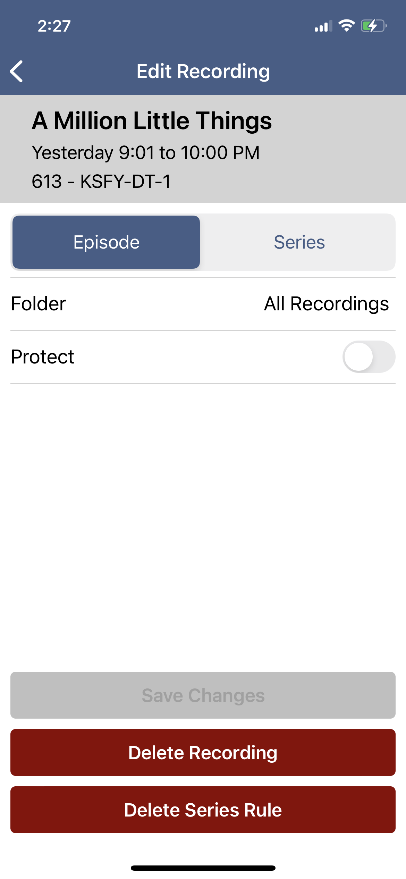 2:27
Edit Recording
A Million Little Things
Yesterday 9:01 to 10:00 PM
613 - KSFY-DT-1
Episode Series
Folder All Recordings
Protect
Save Changes
Delete Recording
Delete Series Rule